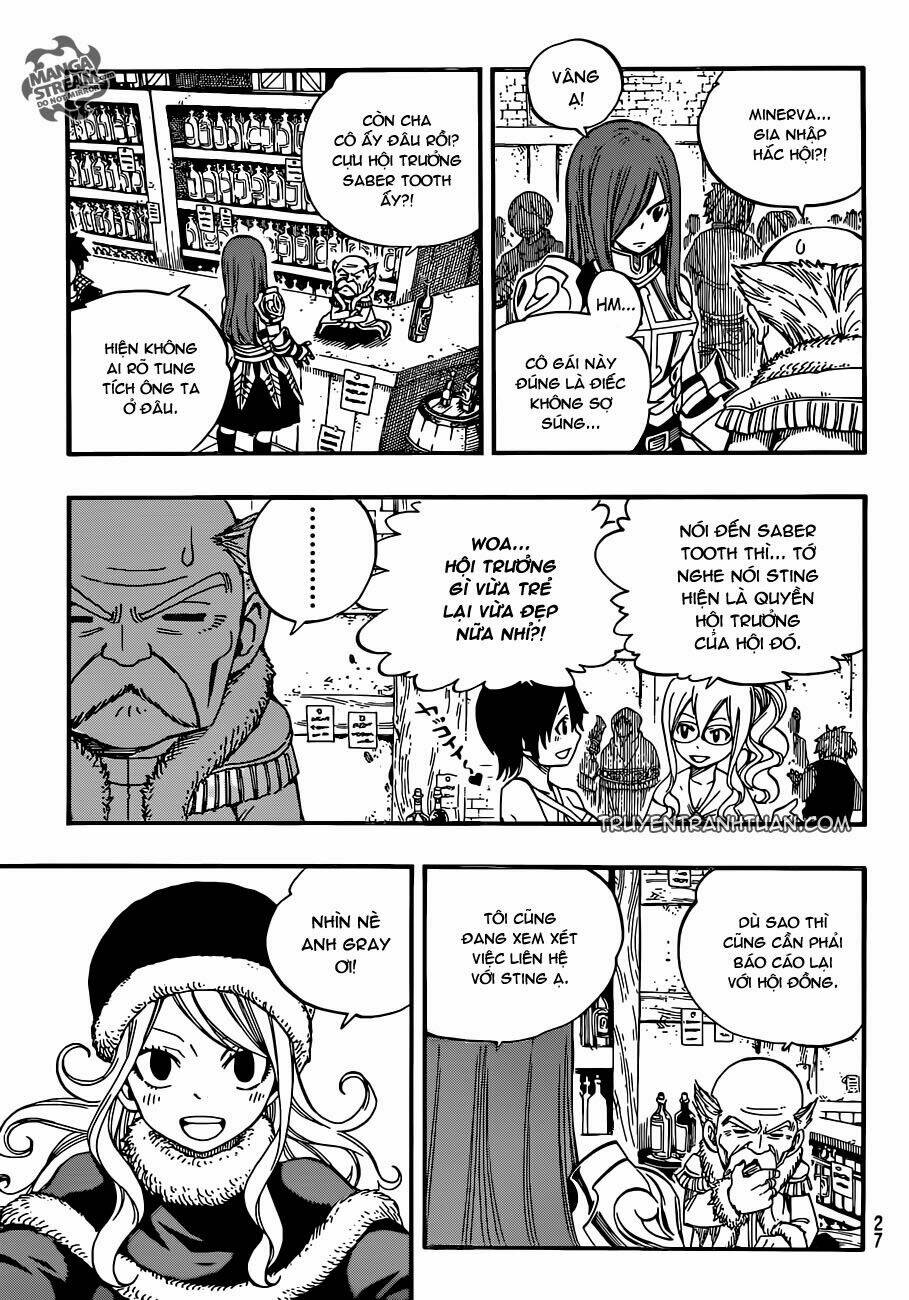 MANGA
STREAM
.com
DO NOT MIRROR
MINERVA...
GIA NHẬP
HẮC HỘI?!
VÂNG
Ạ!
HM...
CÔ GÁI NÀY
ĐÚNG LÀ ĐIẾC
KHÔNG SỢ
SÚNG...
CÒN CHA
CÔ ẤY ĐÂU RỒI?
CỰU HỘI TRƯỞNG
SABER TOOTH
ẤY?!
HIỆN KHÔNG
AI RÕ TUNG
TÍCH ÔNG TA
Ở ĐÂU.
NÓI ĐẾN SABER
TOOTH THÌ... TỚ
NGHE NÓI STING
HIỆN LÀ QUYỀN
HỘI TRƯỞNG
CỦA HỘI ĐÓ.
WOA...
HỘI TRƯỞNG
GÌ VỪA TRẺ
LẠI VỪA ĐẸP
NỮA NHỈ?!
.........
TRUYENTRANHTUAN.COM
DÙ SAO THÌ
CŨNG CẦN PHẢI
BÁO CÁO LẠI
VỚI HỘI ĐỒNG.
TÔI CŨNG
ĐANG XEM XÉT
VIỆC LIÊN HỆ
VỚI STING Ạ.
NHÌN NÈ
ANH GRAY
ƠI!
27